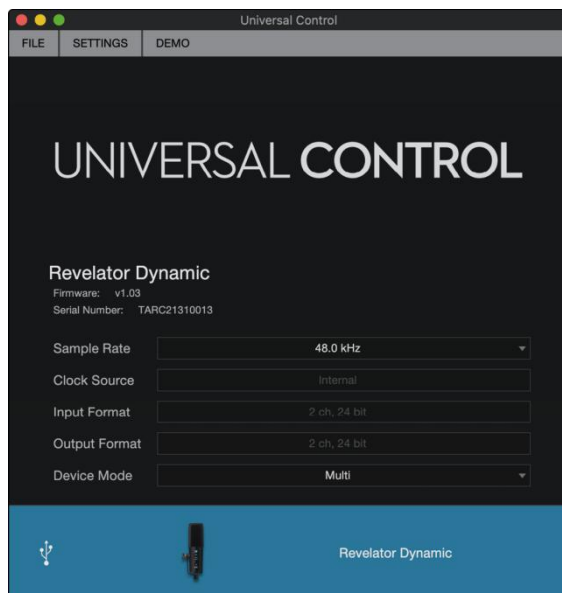 Universal Control
FILE SETTINGS DEMO
UNIVERSAL CONTROL
Revelator Dynamic
Firmware: v1.03
Serial Number: TARC21310013
Sample Rate 48.0 kHz
Clock Source Internal
Input Format 2 ch, 24 bit
Output Format 2 ch, 24 bit
Device Mode Multi
Revelator Dynamic